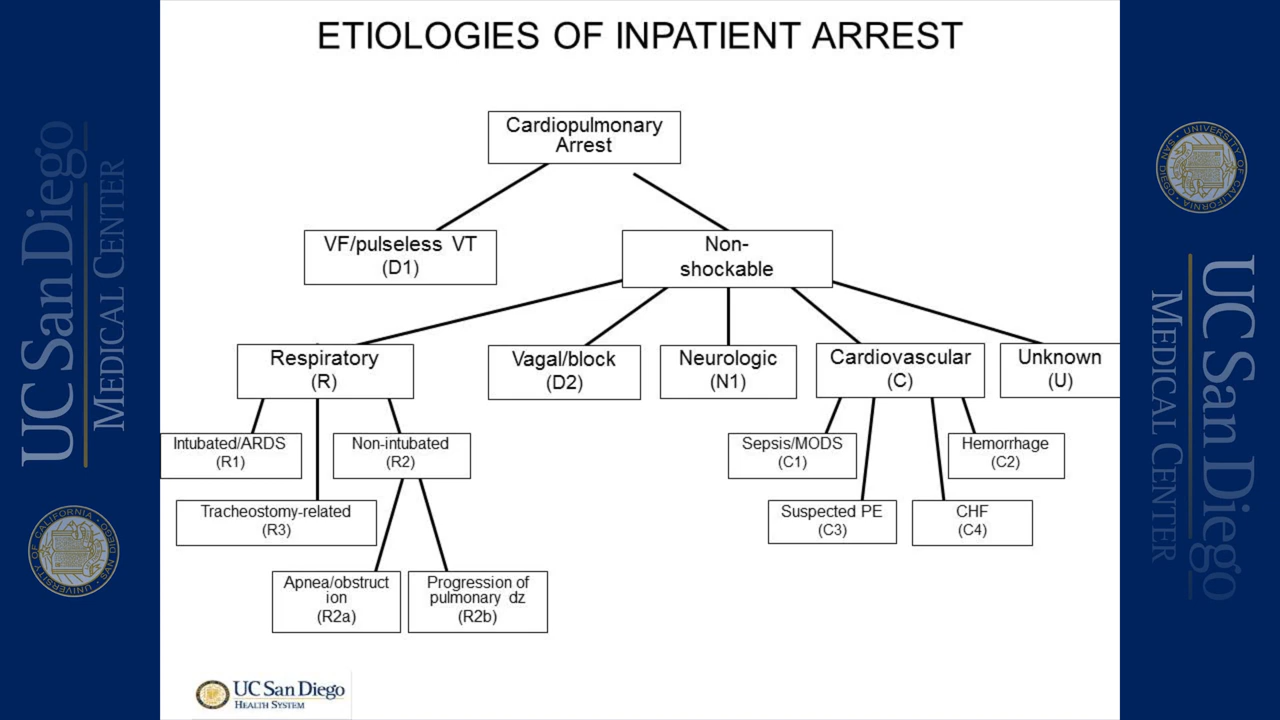 ETIOLOGIES OF INPATIENT ARREST
Cardiopulmonary
Arrest
VF/pulseless VT
(D1)
Non-
shockable
Respiratory
(R)
Vagal/block
(D2)
Neurologic
(N1)
Cardiovascular
(C)
Unknown
(U)
Intubated/ARDS
(R1)
Non-intubated
(R2)
Sepsis/MODS
(C1)
Hemorrhage
(C2)
Tracheostomy-related
(R3)
Suspected PE
(C3)
CHF
(C4)
Apnea/obstruct
ion
(R2a)
Progression of
pulmonary dz
(R2b)
UC San Diego
HEALTH SYSTEM
UC San Diego
MEDICAL CENTER
UC San Diego
MEDICAL CENTER